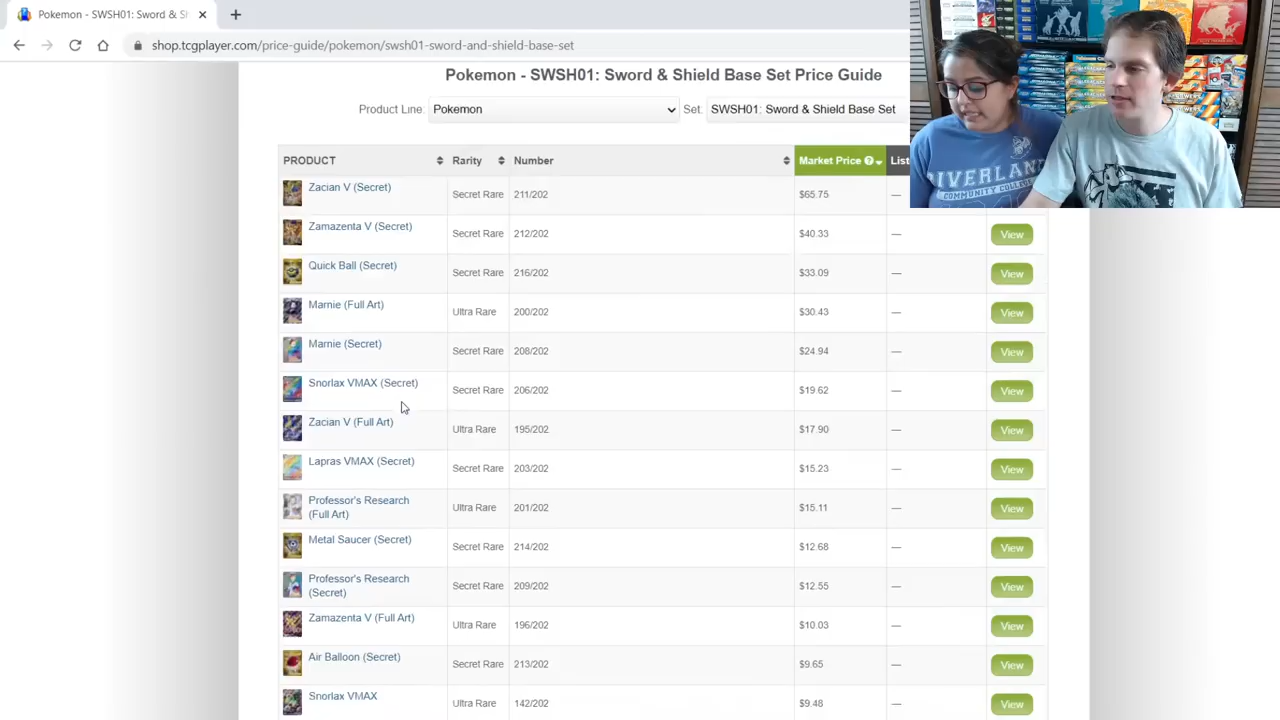 Pokemon - SWSH01: Sword & Sh
shop.tcgplayer.com/price-guid
swsh01-sword-and-shield-base-set
Pokemon - SWSH01: Sword & Shield Base Set Price Guide
Line: Pokemon Set: SWSH01: Sword & Shield Base Set
PRODUCT Rarity Number Market Price List
Zacian V (Secret) Secret Rare 211/202 $65.75 —
Zamazenta V (Secret) Secret Rare 212/202 $40.33 — View
Quick Ball (Secret) Secret Rare 216/202 $33.09 — View
Marnie (Full Art) Ultra Rare 200/202 $30.43 — View
Marnie (Secret) Secret Rare 208/202 $24.94 — View
Snorlax VMAX (Secret) Secret Rare 206/202 $19.62 — View
Zacian V (Full Art) Ultra Rare 195/202 $17.90 — View
Lapras VMAX (Secret) Secret Rare 203/202 $15.23 — View
Professor's Research
(Full Art) Ultra Rare 201/202 $15.11 — View
Metal Saucer (Secret) Secret Rare 214/202 $12.68 — View
Professor's Research
(Secret) Secret Rare 209/202 $12.55 — View
Zamazenta V (Full Art) Ultra Rare 196/202 $10.03 — View
Air Balloon (Secret) Secret Rare 213/202 $9.65 — View
Snorlax VMAX Ultra Rare 142/202 $9.48 — View
RIVERLAND
COMMUNITY COLLEGE